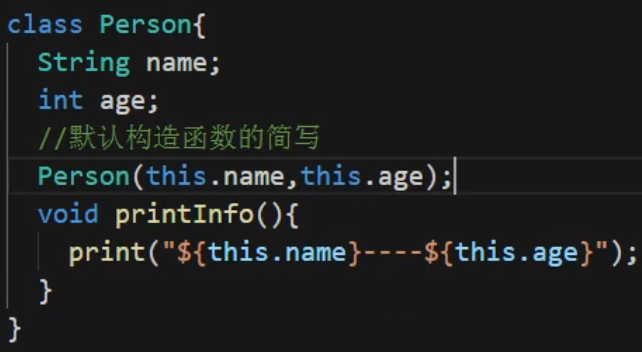 class Person{
String name;
int age;
//默认构造函数的简写
Person(this.name,this.age);
void printInfo(){
print("${this.name}----${this.age}");
}
}